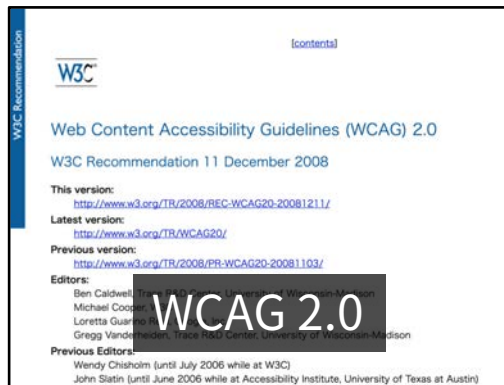 W3C Recommendation
[contents]
W3C
Web Content Accessibility Guidelines (WCAG) 2.0
W3C Recommendation 11 December 2008
This version:
http://www.w3.org/TR/2008/REC-WCAG20-20081211/
Latest version:
http://www.w3.org/TR/WCAG20/
Previous version:
http://www.w3.org/TR/2008/PR-WCAG20-20081103/
Editors:
Ben Caldwell, Trace R&D Center, University of Wisconsin-Madison
Michael Cooper, W3C
Loretta Guarino Reid, Google, Inc.
Gregg Vanderheiden, Trace R&D Center, University of Wisconsin-Madison
WCAG 2.0
Previous Editors:
Wendy Chisholm (until July 2006 while at W3C)
John Slatin (until June 2006 while at Accessibility Institute, University of Texas at Austin)